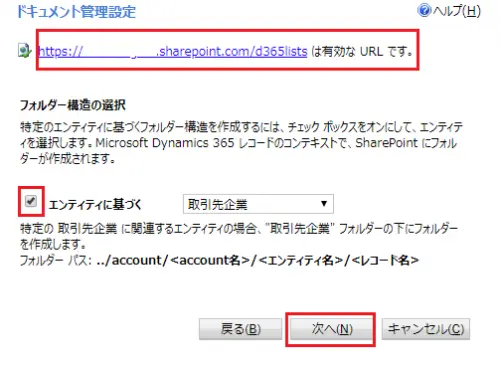 ドキュメント管理設定
ヘルプ(H)
https:// .sharepoint.com/d365lists は有効な URL です。
フォルダー構造の選択
特定のエンティティに基づくフォルダー構造を作成するには、チェック ボックスをオンにして、エンティテ
ィを選択します。Microsoft Dynamics 365 レコードのコンテキストで、SharePoint にフォル
ダーが作成されます。
エンティティに基づく 取引先企業
特定の 取引先企業 に関連するエンティティの場合、"取引先企業" フォルダーの下にフォルダー
を作成します。
フォルダー パス: ../account/<account名>/<エンティティ名>/<レコード名>
戻る(B) 次へ(N) キャンセル(C)